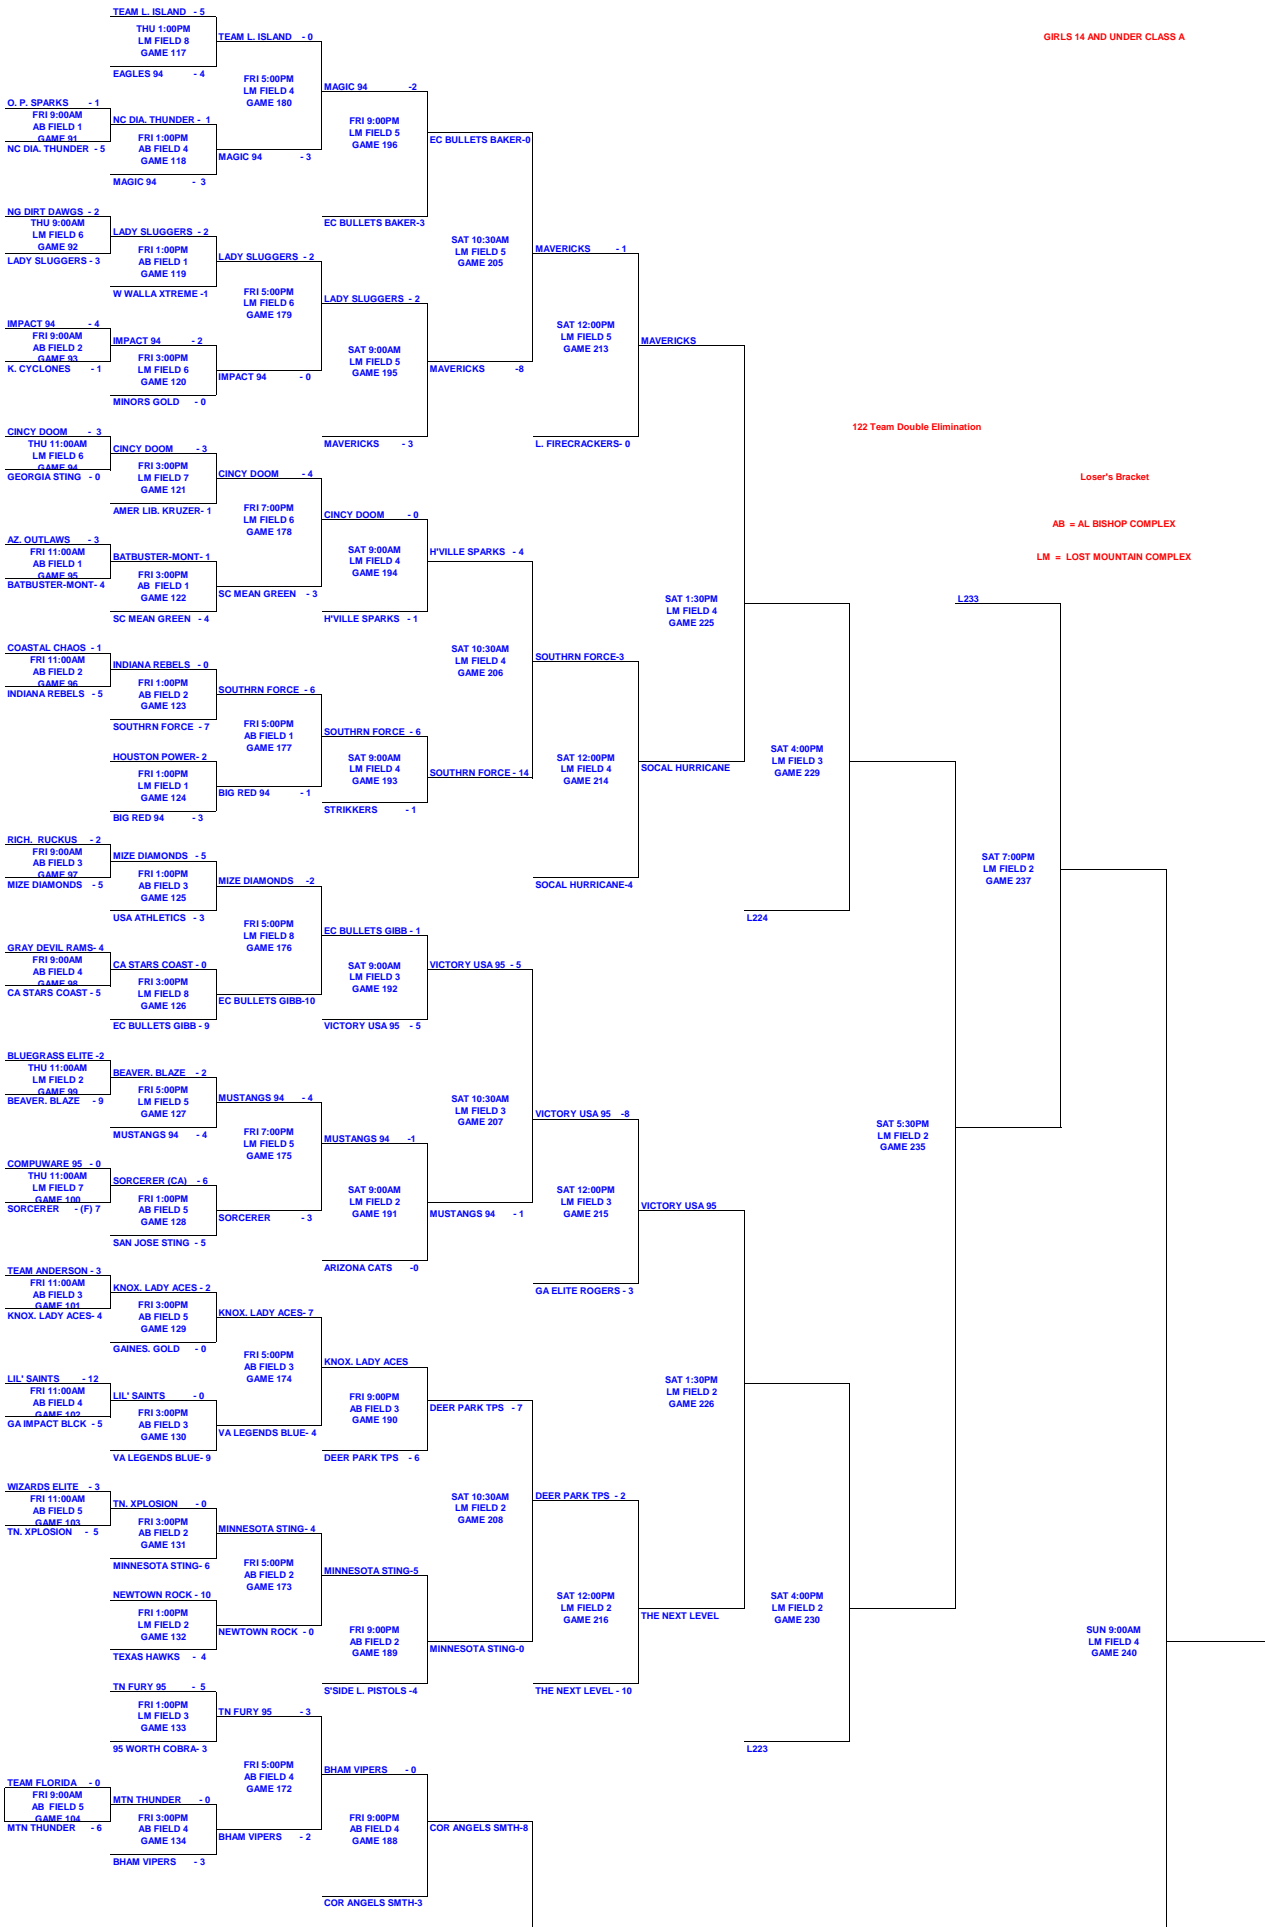 TEAM L. ISLAND - 5
THU 1:00PM
LM FIELD 8
GAME 117
EAGLES 94 - 4
O. P. SPARKS - 1
FRI 9:00AM
AB FIELD 1
GAME 91
NC DIA. THUNDER - 5
NC DIA. THUNDER - 1
FRI 1:00PM
AB FIELD 4
GAME 118
MAGIC 94 - 3
NG DIRT DAWGS - 2
THU 9:00AM
LM FIELD 6
GAME 92
LADY SLUGGERS - 3
LADY SLUGGERS - 2
FRI 1:00PM
AB FIELD 1
GAME 119
W WALLA XTREME -1
IMPACT 94 - 4
FRI 9:00AM
AB FIELD 2
GAME 93
K. CYCLONES - 1
IMPACT 94 - 2
FRI 3:00PM
LM FIELD 6
GAME 120
MINORS GOLD - 0
CINCY DOOM - 3
THU 11:00AM
LM FIELD 6
GAME 94
GEORGIA STING - 0
CINCY DOOM - 3
FRI 3:00PM
LM FIELD 7
GAME 121
AMER LIB. KRUZER- 1
AZ. OUTLAWS - 3
FRI 11:00AM
AB FIELD 1
GAME 95
BATBUSTER-MONT- 4
BATBUSTER-MONT- 1
FRI 3:00PM
AB FIELD 1
GAME 122
SC MEAN GREEN - 4
COASTAL CHAOS - 1
FRI 11:00AM
AB FIELD 2
GAME 96
INDIANA REBELS - 5
INDIANA REBELS - 0
FRI 1:00PM
AB FIELD 2
GAME 123
SOUTHRN FORCE - 7
HOUSTON POWER- 2
FRI 1:00PM
LM FIELD 1
GAME 124
BIG RED 94 - 3
RICH. RUCKUS - 2
FRI 9:00AM
AB FIELD 3
GAME 97
MIZE DIAMONDS - 5
MIZE DIAMONDS - 5
FRI 1:00PM
AB FIELD 3
GAME 125
USA ATHLETICS - 3
GRAY DEVIL RAMS- 4
FRI 9:00AM
AB FIELD 4
GAME 98
CA STARS COAST - 5
CA STARS COAST - 0
FRI 3:00PM
LM FIELD 8
GAME 126
EC BULLETS GIBB - 9
BLUEGRASS ELITE -2
THU 11:00AM
LM FIELD 2
GAME 99
BEAVER. BLAZE - 9
BEAVER. BLAZE - 2
FRI 5:00PM
LM FIELD 5
GAME 127
MUSTANGS 94 - 4
COMPUWARE 95 - 0
THU 11:00AM
LM FIELD 7
GAME 100
SORCERER - (F) 7
SORCERER (CA) - 6
FRI 1:00PM
AB FIELD 5
GAME 128
SAN JOSE STING - 5
TEAM ANDERSON - 3
FRI 11:00AM
AB FIELD 3
GAME 101
KNOX. LADY ACES- 4
KNOX. LADY ACES - 2
FRI 3:00PM
AB FIELD 5
GAME 129
GAINES. GOLD - 0
LIL' SAINTS - 12
FRI 11:00AM
AB FIELD 4
GAME 102
GA IMPACT BLCK - 5
LIL' SAINTS - 0
FRI 3:00PM
AB FIELD 3
GAME 130
VA LEGENDS BLUE- 9
WIZARDS ELITE - 3
FRI 11:00AM
AB FIELD 5
GAME 103
TN. XPLOSION - 5
TN. XPLOSION - 0
FRI 3:00PM
AB FIELD 2
GAME 131
MINNESOTA STING- 6
NEWTOWN ROCK - 10
FRI 1:00PM
LM FIELD 2
GAME 132
TEXAS HAWKS - 4
TN FURY 95 - 5
FRI 1:00PM
LM FIELD 3
GAME 133
95 WORTH COBRA- 3
TEAM FLORIDA - 0
FRI 9:00AM
AB FIELD 5
GAME 104
MTN THUNDER - 6
MTN THUNDER - 0
FRI 3:00PM
AB FIELD 4
GAME 134
BHAM VIPERS - 3
TEAM L. ISLAND - 0
FRI 5:00PM
LM FIELD 4
GAME 180
MAGIC 94 - 3
LADY SLUGGERS - 2
FRI 5:00PM
LM FIELD 6
GAME 179
IMPACT 94 - 0
CINCY DOOM - 4
FRI 7:00PM
LM FIELD 6
GAME 178
SC MEAN GREEN - 3
SOUTHRN FORCE - 6
FRI 5:00PM
AB FIELD 1
GAME 177
BIG RED 94 - 1
MIZE DIAMONDS -2
FRI 5:00PM
LM FIELD 8
GAME 176
EC BULLETS GIBB-10
MUSTANGS 94 - 4
FRI 7:00PM
LM FIELD 5
GAME 175
SORCERER - 3
KNOX. LADY ACES- 7
FRI 5:00PM
AB FIELD 3
GAME 174
VA LEGENDS BLUE- 4
MINNESOTA STING- 4
FRI 5:00PM
AB FIELD 2
GAME 173
NEWTOWN ROCK - 0
TN FURY 95 - 3
FRI 5:00PM
AB FIELD 4
GAME 172
BHAM VIPERS - 2
MAGIC 94 -2
FRI 9:00PM
LM FIELD 5
GAME 196
EC BULLETS BAKER-3
LADY SLUGGERS - 2
SAT 9:00AM
LM FIELD 5
GAME 195
MAVERICKS - 3
CINCY DOOM - 0
SAT 9:00AM
LM FIELD 4
GAME 194
H'VILLE SPARKS - 1
SOUTHRN FORCE - 6
SAT 9:00AM
LM FIELD 4
GAME 193
STRIKKERS - 1
EC BULLETS GIBB - 1
SAT 9:00AM
LM FIELD 3
GAME 192
VICTORY USA 95 - 5
MUSTANGS 94 -1
SAT 9:00AM
LM FIELD 2
GAME 191
ARIZONA CATS -0
KNOX. LADY ACES
FRI 9:00PM
AB FIELD 3
GAME 190
DEER PARK TPS - 6
MINNESOTA STING-5
FRI 9:00PM
AB FIELD 2
GAME 189
S'SIDE L. PISTOLS -4
BHAM VIPERS - 0
FRI 9:00PM
AB FIELD 4
GAME 188
COR ANGELS SMTH-3
EC BULLETS BAKER-0
SAT 10:30AM
LM FIELD 5
GAME 205
MAVERICKS -8
H'VILLE SPARKS - 4
SAT 10:30AM
LM FIELD 4
GAME 206
SOUTHRN FORCE - 14
VICTORY USA 95 - 5
SAT 10:30AM
LM FIELD 3
GAME 207
MUSTANGS 94 - 1
DEER PARK TPS - 7
SAT 10:30AM
LM FIELD 2
GAME 208
MINNESOTA STING-0
COR ANGELS SMTH-8
MAVERICKS - 1
SAT 12:00PM
LM FIELD 5
GAME 213
L. FIRECRACKERS- 0
SOUTHRN FORCE-3
SAT 12:00PM
LM FIELD 4
GAME 214
SOCAL HURRICANE-4
VICTORY USA 95 -8
SAT 12:00PM
LM FIELD 3
GAME 215
GA ELITE ROGERS - 3
DEER PARK TPS - 2
SAT 12:00PM
LM FIELD 2
GAME 216
THE NEXT LEVEL - 10
MAVERICKS
SAT 1:30PM
LM FIELD 4
GAME 225
SOCAL HURRICANE
VICTORY USA 95
SAT 1:30PM
LM FIELD 2
GAME 226
THE NEXT LEVEL
SAT 4:00PM
LM FIELD 3
GAME 229
L224
SAT 4:00PM
LM FIELD 2
GAME 230
L223
SAT 5:30PM
LM FIELD 2
GAME 235
L233
SAT 7:00PM
LM FIELD 2
GAME 237
SUN 9:00AM
LM FIELD 4
GAME 240
GIRLS 14 AND UNDER CLASS A
122 Team Double Elimination
Loser's Bracket
AB = AL BISHOP COMPLEX
LM = LOST MOUNTAIN COMPLEX